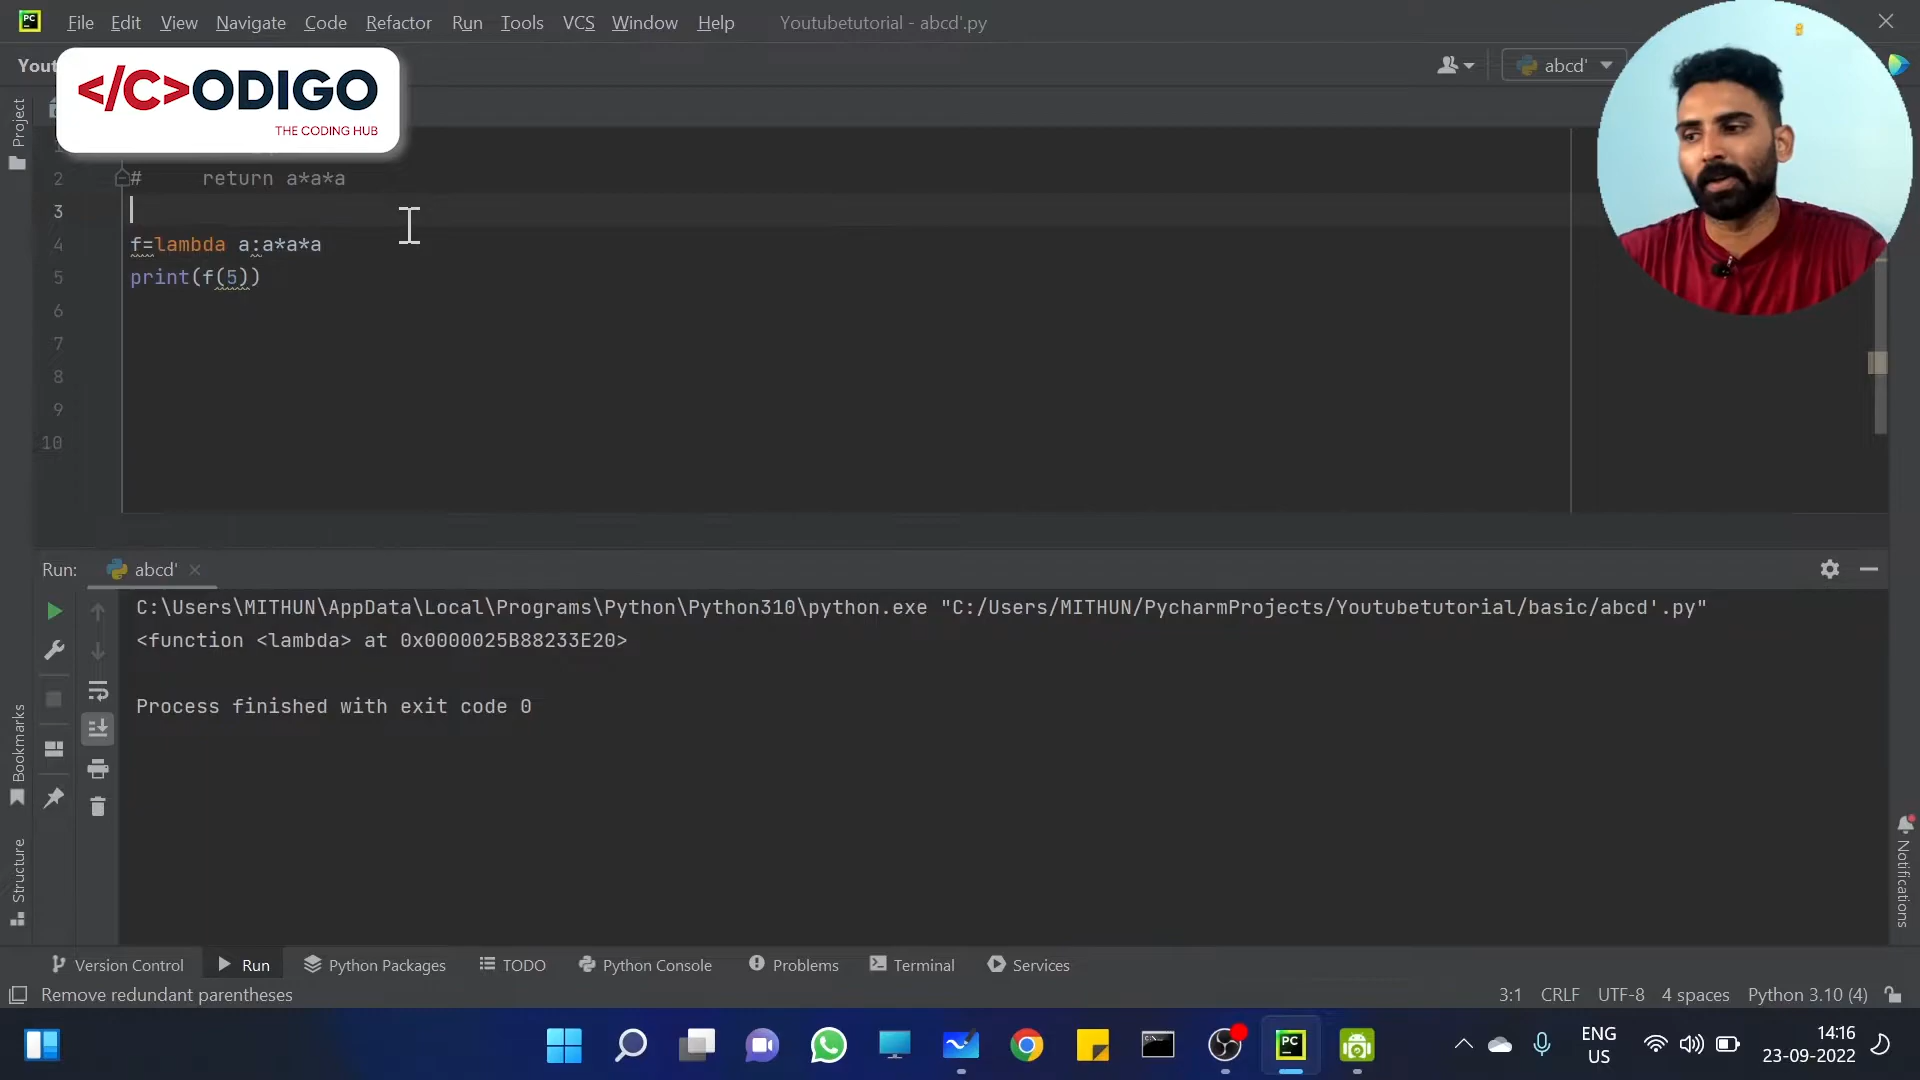 File Edit View Navigate Code Refactor Run Tools VCS Window Help Youtubetutorial - abcd'.py
Yout
abcd'
</C>ODIGO
THE CODING HUB
Project
2 # return a*a*a
3
4 f=lambda a:a*a*a
5 print(f(5))
6
7
8
9
10
Run: abcd'
C:\Users\MITHUN\AppData\Local\Programs\Python\Python310\python.exe "C:/Users/MITHUN/PycharmProjects/Youtubetutorial/basic/abcd'.py"
<function <lambda> at 0x0000025B88233E20>
Process finished with exit code 0
Bookmarks
Structure
Notifications
Version Control Run Python Packages TODO Python Console Problems Terminal Services
Remove redundant parentheses 3:1 CRLF UTF-8 4 spaces Python 3.10 (4)
PC
ENG
US
14:16
23-09-2022